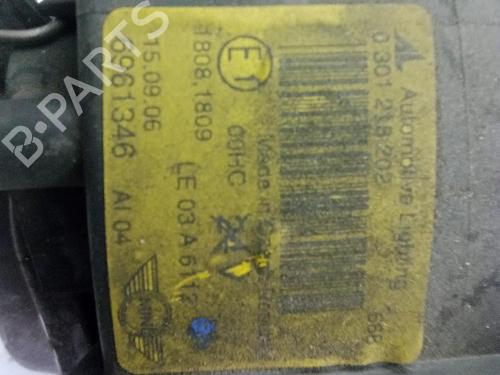 Automotive Lighting
0 301 218 202
E1
1808,1809
15.09.06
6961346 AI 04
00HC
LE 03 A 6112
MINI
B-PARTS